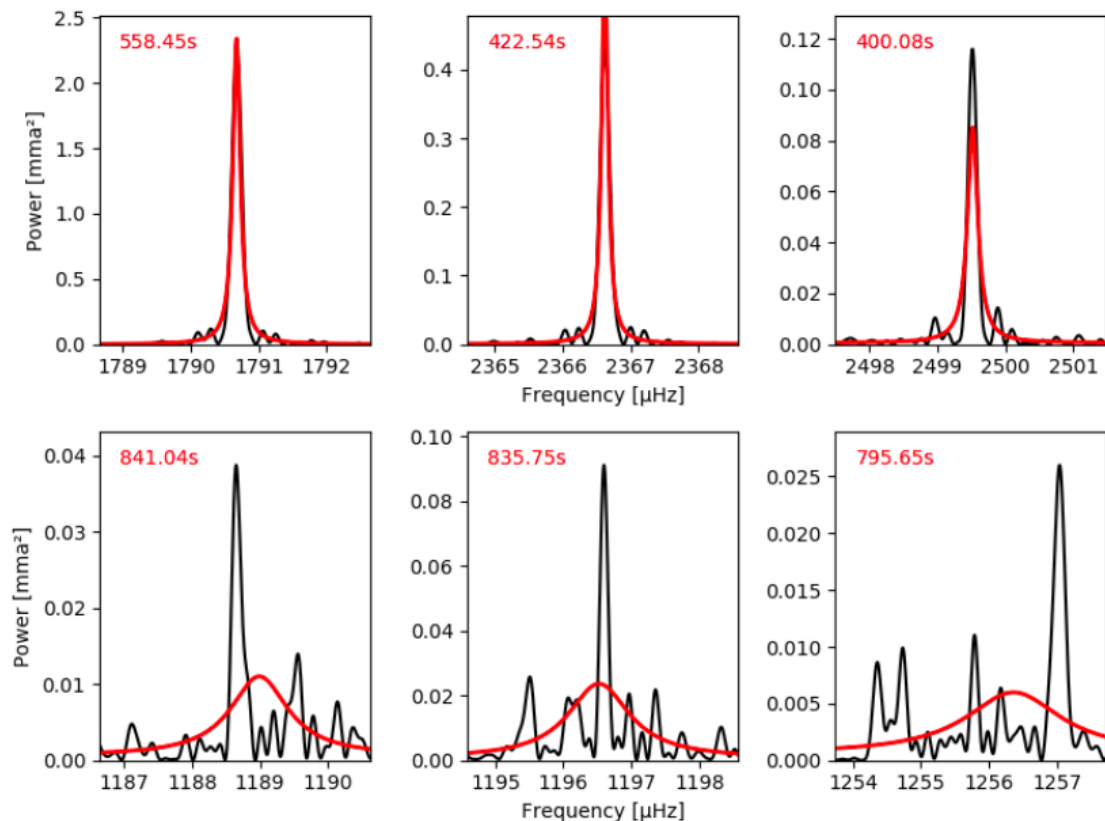 558.45s
422.54s
400.08s
2.5
2.0
1.5
1.0
0.5
0.0
0.4
0.3
0.2
0.1
0.0
0.12
0.10
0.08
0.06
0.04
0.02
0.00
Power [mma²]
1789 1790 1791 1792
2365 2366 2367 2368
2498 2499 2500 2501
Frequency [μHz]
841.04s
835.75s
795.65s
0.04
0.03
0.02
0.01
0.00
0.10
0.08
0.06
0.04
0.02
0.00
0.025
0.020
0.015
0.010
0.005
0.000
Power [mma²]
1187 1188 1189 1190
1195 1196 1197 1198
1254 1255 1256 1257
Frequency [μHz]